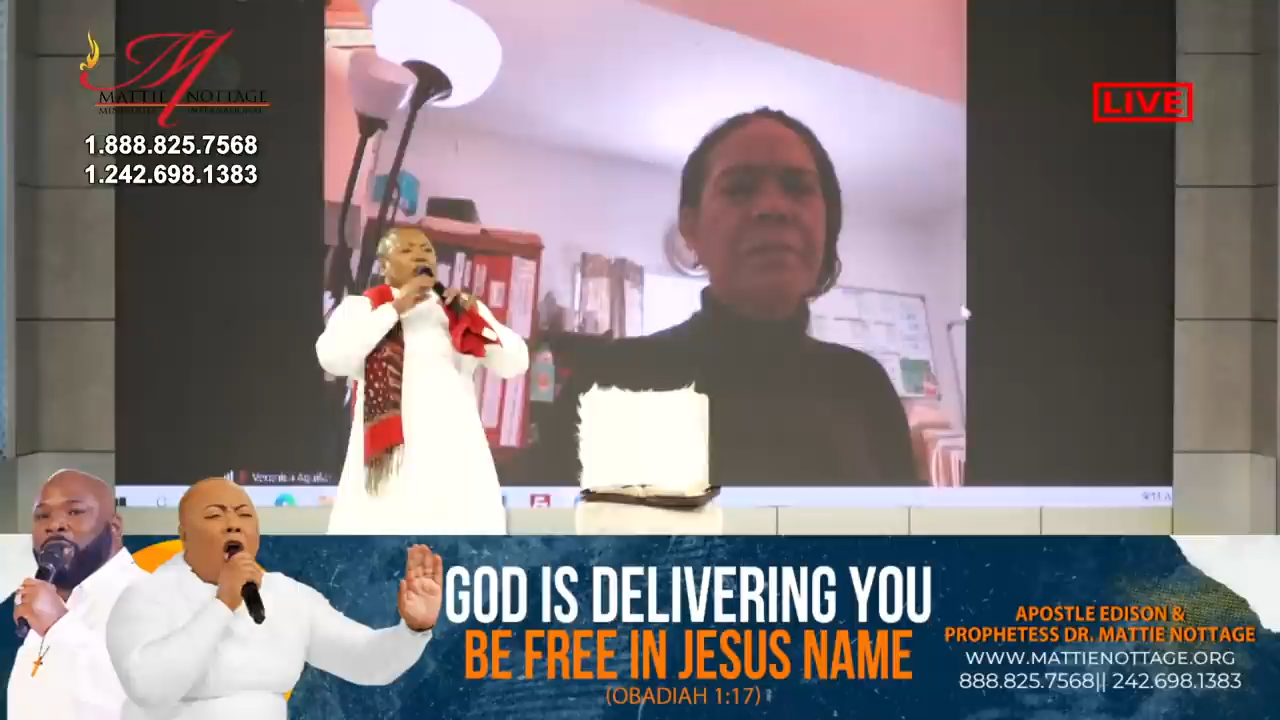 MATTIE NOTTAGE
MINISTRIES INTERNATIONAL
1.888.825.7568
1.242.698.1383
LIVE
GOD IS DELIVERING YOU
BE FREE IN JESUS NAME
(OBADIAH 1:17)
APOSTLE EDISON &
PROPHETESS DR. MATTIE NOTTAGE
WWW.MATTIENOTTAGE.ORG
888.825.7568|| 242.698.1383